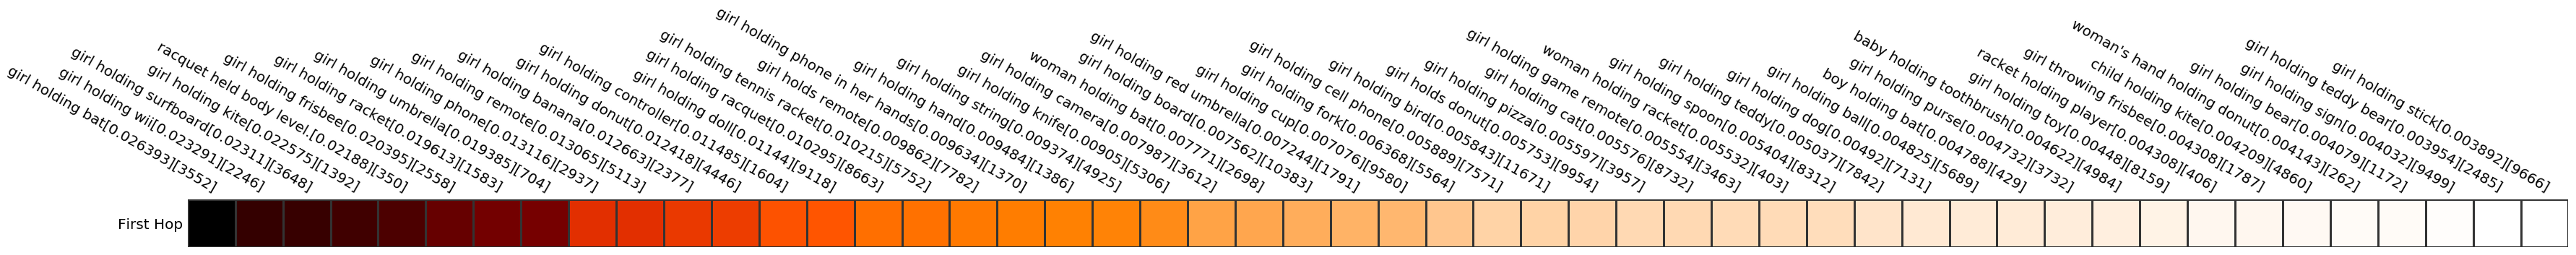 girl holding bat[0.026393][3552]
girl holding wii[0.023291][2246]
girl holding surfboard[0.02311][3648]
girl holding kite[0.022575][1392]
racquet held body level.[0.02188][350]
girl holding frisbee[0.020395][2558]
girl holding racket[0.019613][1583]
girl holding umbrella[0.019385][704]
girl holding phone[0.013116][2937]
girl holding remote[0.013065][5113]
girl holding banana[0.012663][2377]
girl holding donut[0.012418][4446]
girl holding controller[0.011485][1604]
girl holding doll[0.01144][9118]
girl holding racquet[0.010295][8663]
girl holding tennis racket[0.010215][5752]
girl holds remote[0.009862][7782]
girl holding phone in her hands[0.009634][1370]
girl holding hand[0.009484][1386]
girl holding string[0.009374][4925]
girl holding knife[0.00905][5306]
girl holding camera[0.007987][3612]
woman holding bat[0.007771][2698]
girl holding board[0.007562][10383]
girl holding red umbrella[0.007244][1791]
girl holding cup[0.007076][9580]
girl holding fork[0.006368][5564]
girl holding cell phone[0.005889][7571]
girl holding bird[0.005843][11671]
girl holds donut[0.005753][9954]
girl holding pizza[0.005597][3957]
girl holding cat[0.005576][8732]
girl holding game remote[0.005554][3463]
woman holding racket[0.005532][403]
girl holding spoon[0.005404][8312]
girl holding teddy[0.005037][7842]
girl holding dog[0.00492][7131]
girl holding ball[0.004825][5689]
boy holding bat[0.004788][429]
girl holding purse[0.004732][3732]
baby holding toothbrush[0.004622][4984]
girl holding toy[0.00448][8159]
racket holding player[0.004308][406]
girl throwing frisbee[0.004308][1787]
child holding kite[0.004209][4860]
woman's hand holding donut[0.004143][262]
girl holding bear[0.004079][1172]
girl holding sign[0.004032][9499]
girl holding teddy bear[0.003954][2485]
girl holding stick[0.003892][9666]
First Hop